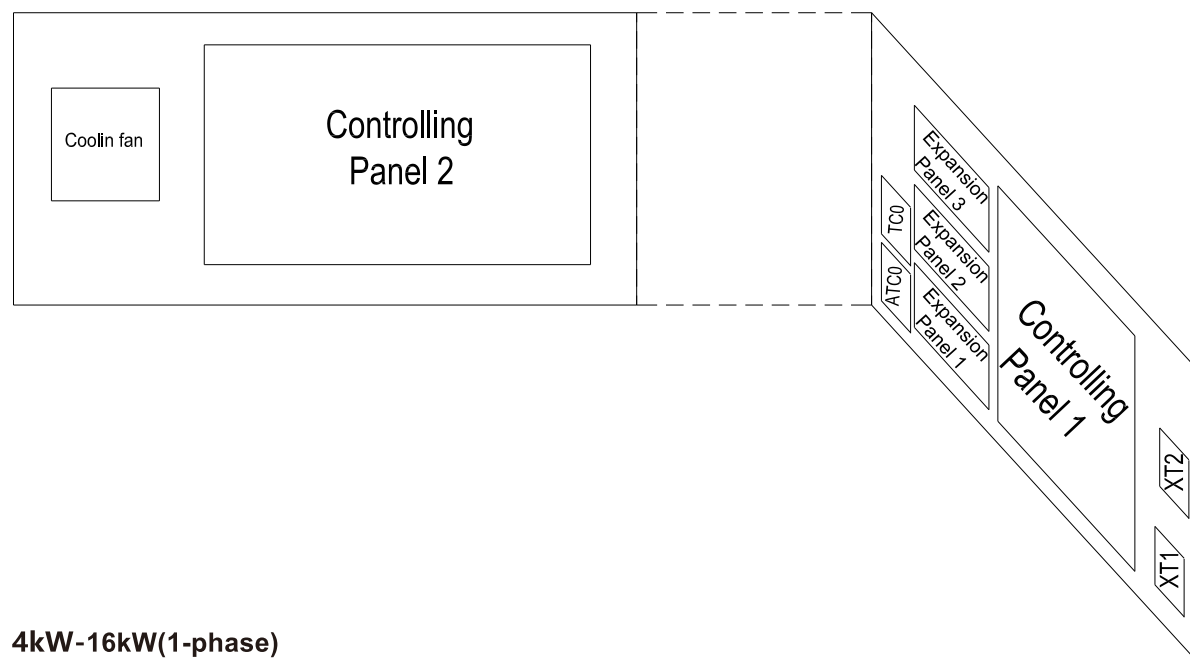 Coolin fan
Controlling
Panel 2
Expansion
Panel 3
TC0
Expansion
Panel 2
ATC0
Expansion
Panel 1
Controlling
Panel 1
XT2
XT1
4kW-16kW(1-phase)